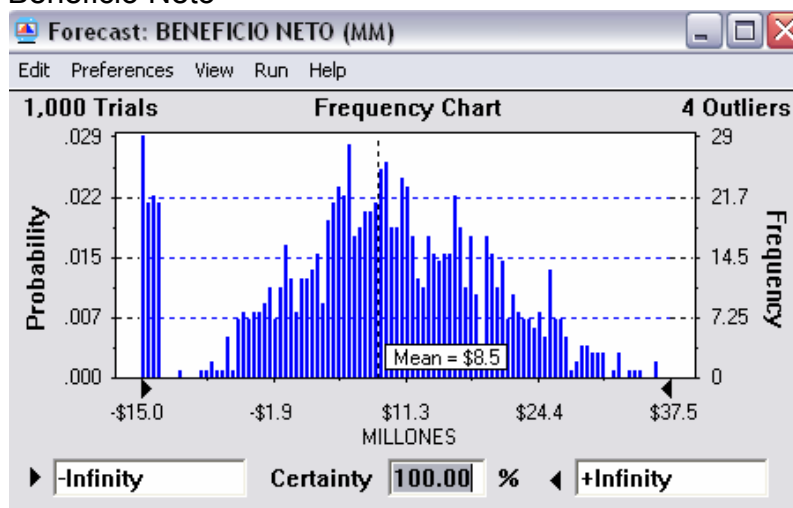 Beneficio Neto
Forecast: BENEFICIO NETO (MM)
Edit Preferences View Run Help
1,000 Trials Frequency Chart 4 Outliers
Probability
.029
.022
.015
.007
.000
Mean = $8.5
29
21.7
14.5
7.25
0
Frequency
-$15.0 -$1.9 $11.3 $24.4 $37.5
MILLONES
-Infinity Certainty 100.00 % +Infinity